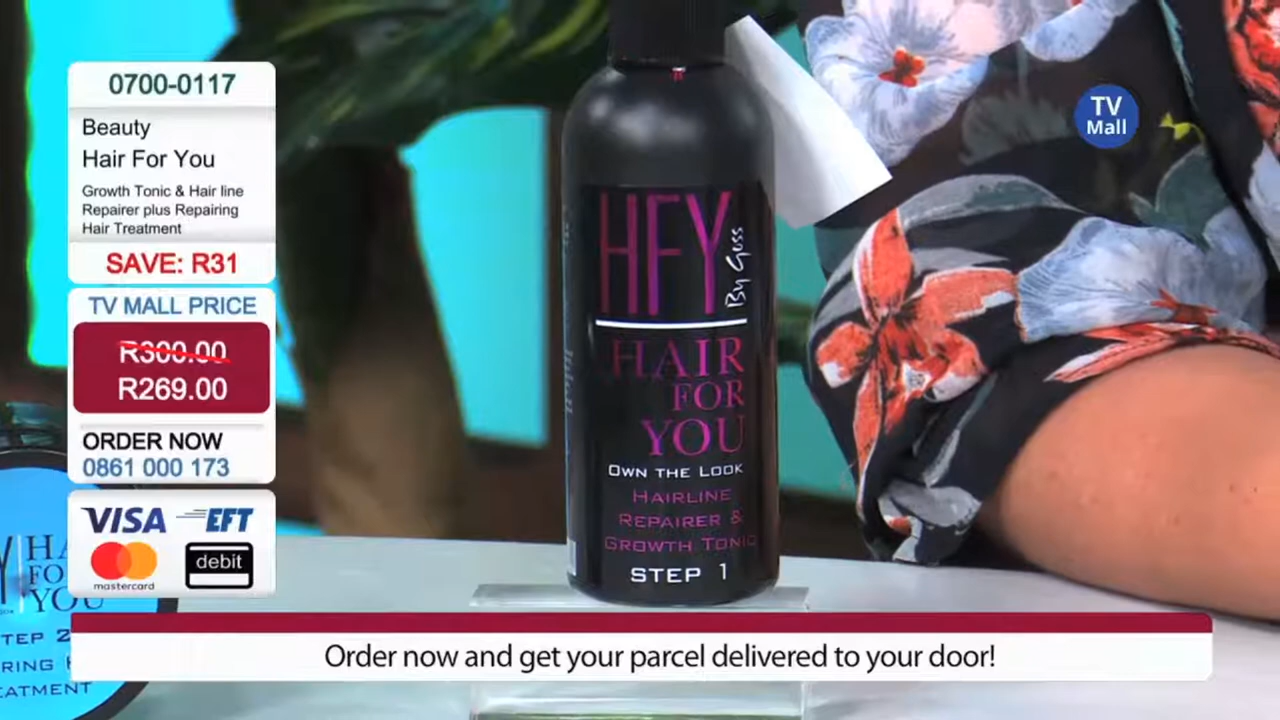 0700-0117
Beauty
Hair For You
Growth Tonic & Hair line
Repairer plus Repairing
Hair Treatment
SAVE: R31
TV MALL PRICE
R300.00
R269.00
ORDER NOW
0861 000 173
VISA EFT
mastercard debit
TV
Mall
HFY
By Guss
HAIR
FOR
YOU
OWN THE LOOK
HAIRLINE
REPAIRER &
GROWTH TONIC
STEP 1
YOU
Order now and get your parcel delivered to your door!